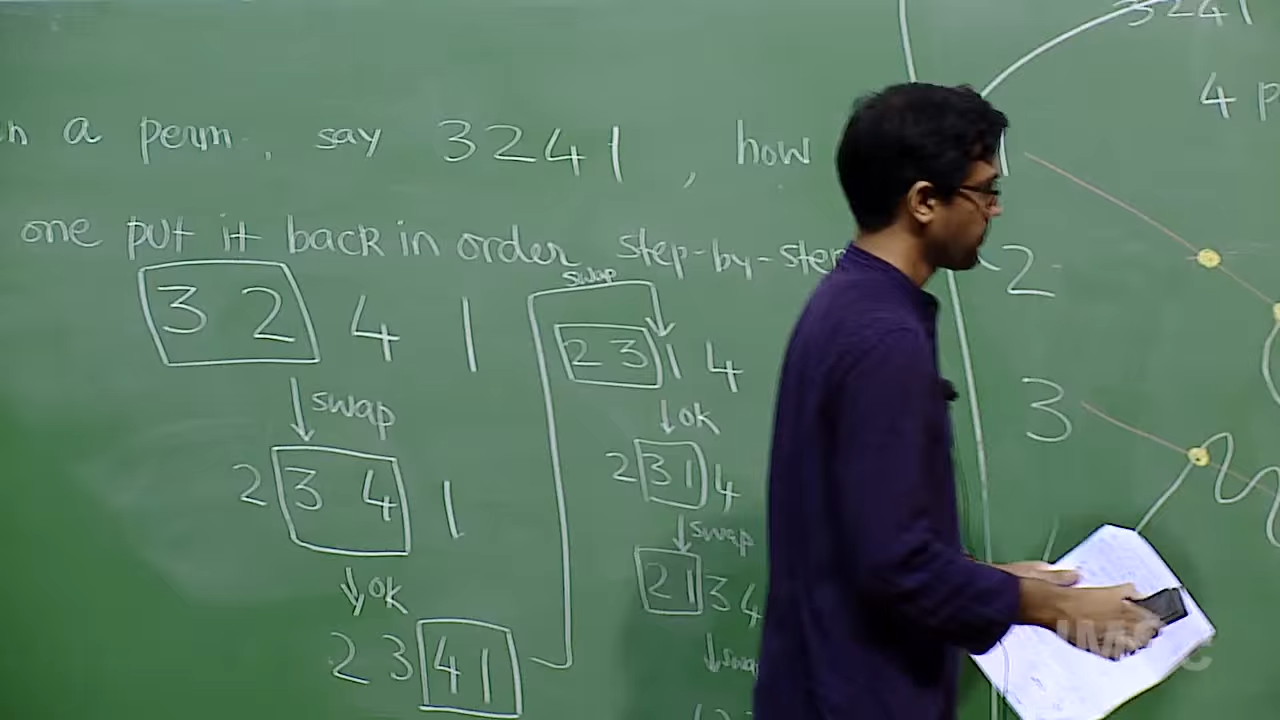 a perm., say 3241, how
one put it back in order step-by-step
3 2 4 1
swap
2 3 4 1
ok
2 3 4 1
swap
2 3 1 4
ok
2 3 1 4
swap
2 1 3 4
3241
4
1
2
3